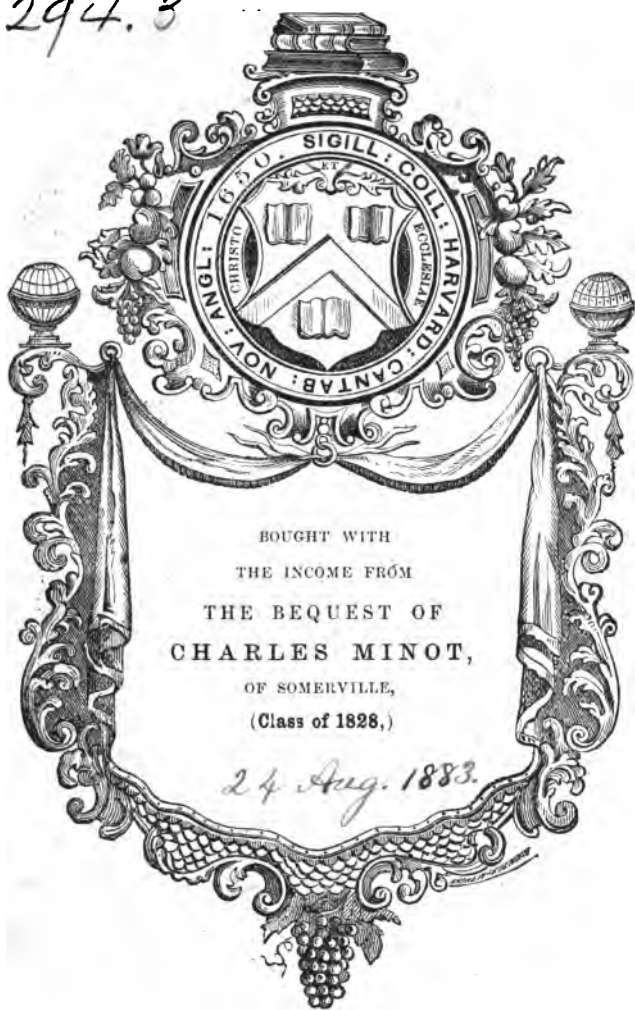 294. 3
SIGILL: COLL: HARVARD: CANTAB: NOV: ANGL: 1650.
ET
CHRISTO
ECCLESIAE
BOUGHT WITH
THE INCOME FROM
THE BEQUEST OF
CHARLES MINOT,
OF SOMERVILLE,
(Class of 1828,)
24 Aug. 1883.